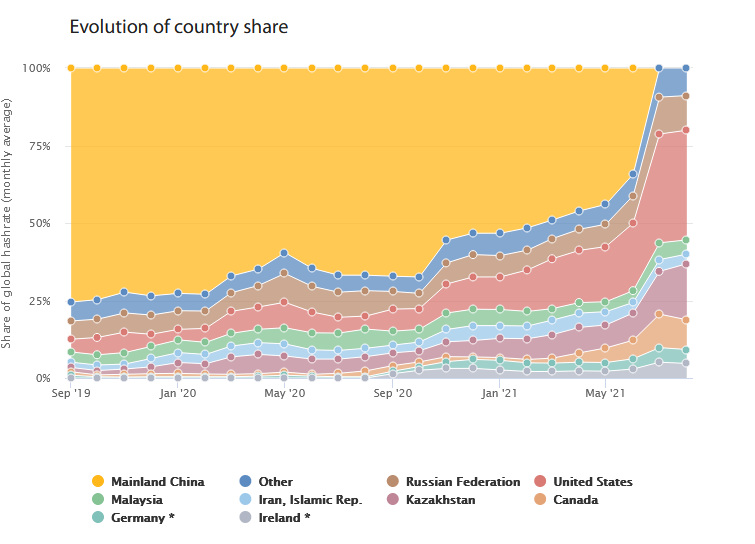 Evolution of country share
Share of global hashrate (monthly average)
100%
75%
50%
25%
0%
Sep '19 Jan '20 May '20 Sep '20 Jan '21 May '21
Mainland China Other Russian Federation United States
Malaysia Iran, Islamic Rep. Kazakhstan Canada
Germany * Ireland *